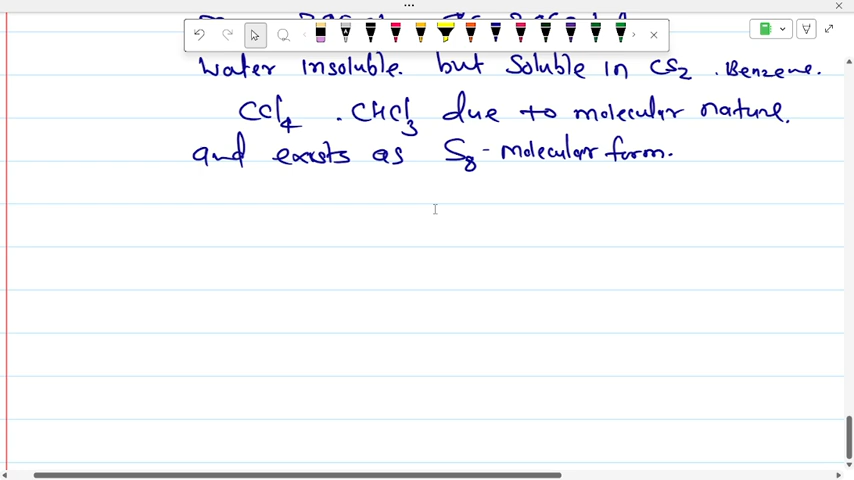 Water insoluble. but Soluble in CS2 . Benzene.
CCl4 . CHCl3 due to molecular nature.
and exists as S8 - molecular form.